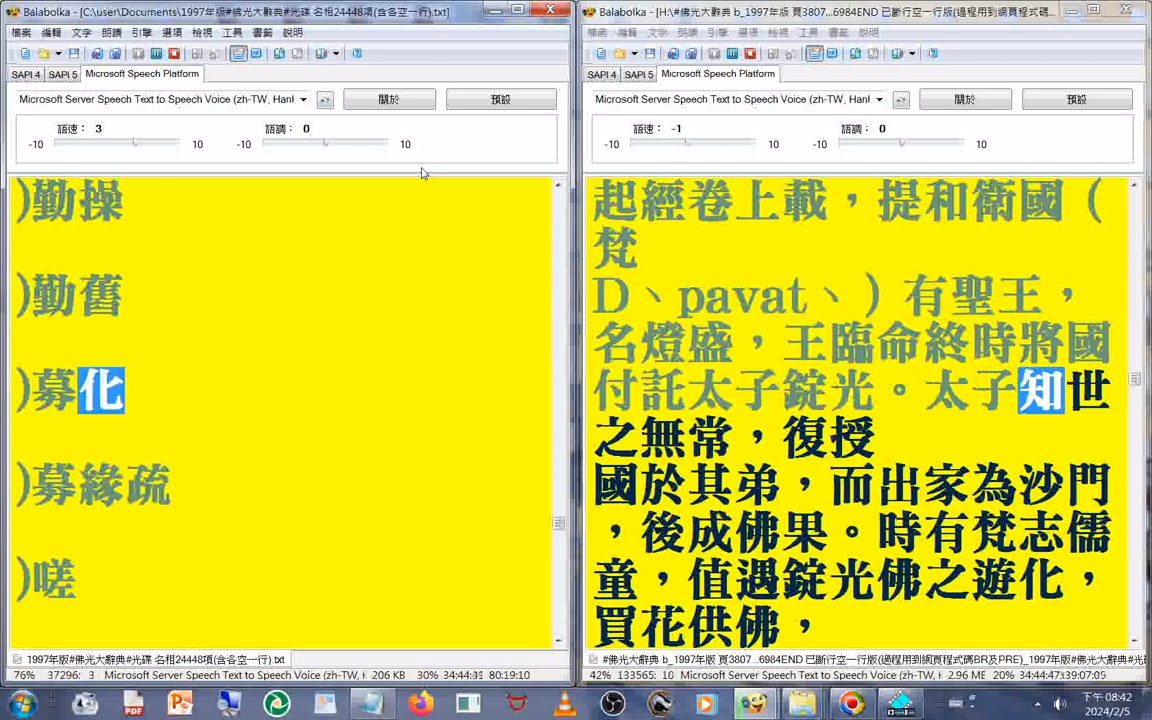 Balabolka - [C:\user\Documents\1997年版#佛光大辭典#光碟 名相24448項(含各空一行).txt]
檔案 編輯 文字 朗讀 引擎 選項 檢視 工具 書籤 說明
SAPI 4 SAPI 5 Microsoft Speech Platform
Microsoft Server Speech Text to Speech Voice (zh-TW, Hanl
關於 預設
語速： 3 語調： 0
-10 10 -10 10
)勤操
)勤舊
)募化
)募緣疏
)嗟
1997年版#佛光大辭典#光碟 名相24448項(含各空一行).txt
76% 37296: 3 Microsoft Server Speech Text to Speech Voice (zh-TW, H 206 KB 30% 34:44:3 80:19:10
Balabolka - [H:\#佛光大辭典 b_1997年版 頁3807...6984END 已斷行空一行版(過程用到網頁程式碼
檔案 編輯 文字 朗讀 引擎 選項 檢視 工具 書籤 說明
SAPI 4 SAPI 5 Microsoft Speech Platform
Microsoft Server Speech Text to Speech Voice (zh-TW, Hanl
關於 預設
語速： -1 語調： 0
-10 10 -10 10
起經卷上載，提和衛國（
梵
D、pavat、）有聖王，
名燈盛，王臨命終時將國
付託太子錠光。太子知世
之無常，復授
國於其弟，而出家為沙門
，後成佛果。時有梵志儒
童，值遇錠光佛之遊化，
買花供佛，
#佛光大辭典 b_1997年版 頁3807...6984END 已斷行空一行版(過程用到網頁程式碼BR及PRE)_1997年版#光
42% 133565: 10 Microsoft Server Speech Text to Speech Voice (zh-TW, H 2.96 ME 20% 34:44:47 39:07:09
下午 08:42
2024/2/5